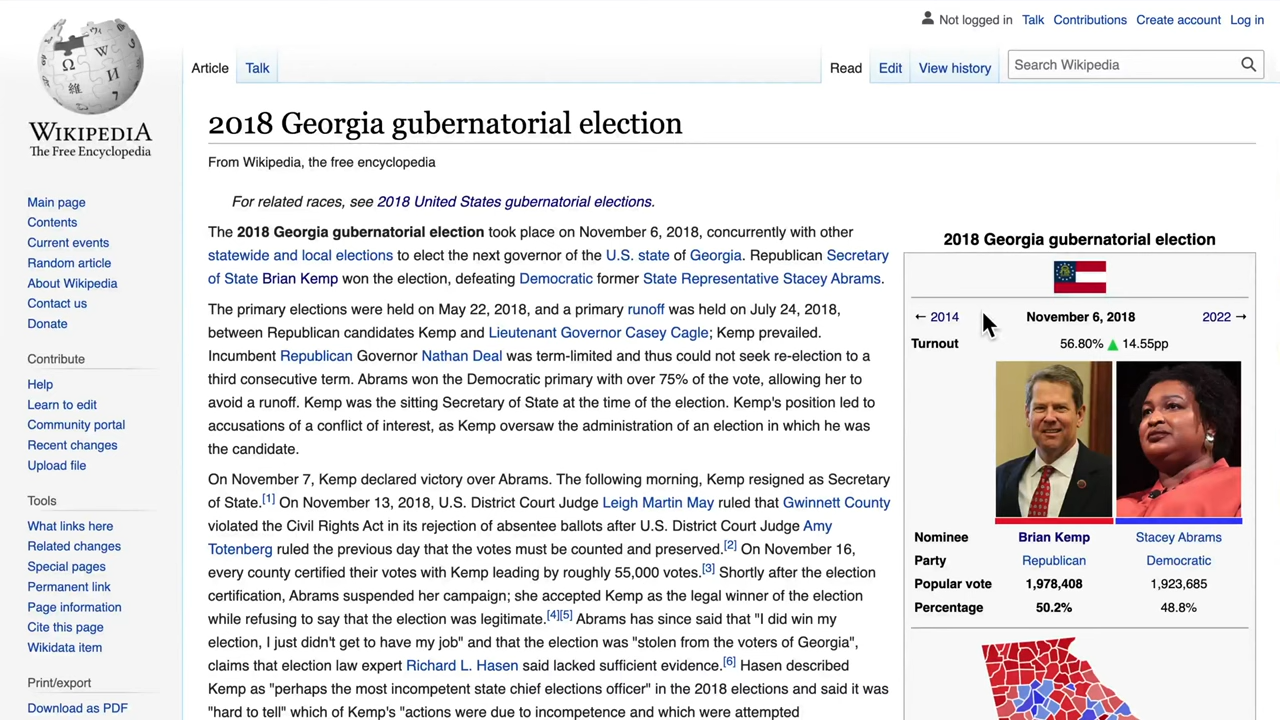 Not logged in Talk Contributions Create account Log in
Article Talk Read Edit View history Search Wikipedia
WIKIPEDIA
The Free Encyclopedia
Main page
Contents
Current events
Random article
About Wikipedia
Contact us
Donate
Contribute
Help
Learn to edit
Community portal
Recent changes
Upload file
Tools
What links here
Related changes
Special pages
Permanent link
Page information
Cite this page
Wikidata item
Print/export
Download as PDF
2018 Georgia gubernatorial election
From Wikipedia, the free encyclopedia
For related races, see 2018 United States gubernatorial elections.
The 2018 Georgia gubernatorial election took place on November 6, 2018, concurrently with other
statewide and local elections to elect the next governor of the U.S. state of Georgia. Republican Secretary
of State Brian Kemp won the election, defeating Democratic former State Representative Stacey Abrams.
The primary elections were held on May 22, 2018, and a primary runoff was held on July 24, 2018,
between Republican candidates Kemp and Lieutenant Governor Casey Cagle; Kemp prevailed.
Incumbent Republican Governor Nathan Deal was term-limited and thus could not seek re-election to a
third consecutive term. Abrams won the Democratic primary with over 75% of the vote, allowing her to
avoid a runoff. Kemp was the sitting Secretary of State at the time of the election. Kemp's position led to
accusations of a conflict of interest, as Kemp oversaw the administration of an election in which he was
the candidate.
On November 7, Kemp declared victory over Abrams. The following morning, Kemp resigned as Secretary
of State.[1] On November 13, 2018, U.S. District Court Judge Leigh Martin May ruled that Gwinnett County
violated the Civil Rights Act in its rejection of absentee ballots after U.S. District Court Judge Amy
Totenberg ruled the previous day that the votes must be counted and preserved.[2] On November 16,
every county certified their votes with Kemp leading by roughly 55,000 votes.[3] Shortly after the election
certification, Abrams suspended her campaign; she accepted Kemp as the legal winner of the election
while refusing to say that the election was legitimate.[4][5] Abrams has since said that "I did win my
election, I just didn't get to have my job" and that the election was "stolen from the voters of Georgia",
claims that election law expert Richard L. Hasen said lacked sufficient evidence.[6] Hasen described
Kemp as "perhaps the most incompetent state chief elections officer" in the 2018 elections and said it was
"hard to tell" which of Kemp's "actions were due to incompetence and which were attempted
2018 Georgia gubernatorial election
← 2014 November 6, 2018 2022 →
Turnout 56.80% ▲ 14.55pp
Nominee Brian Kemp Stacey Abrams
Party Republican Democratic
Popular vote 1,978,408 1,923,685
Percentage 50.2% 48.8%